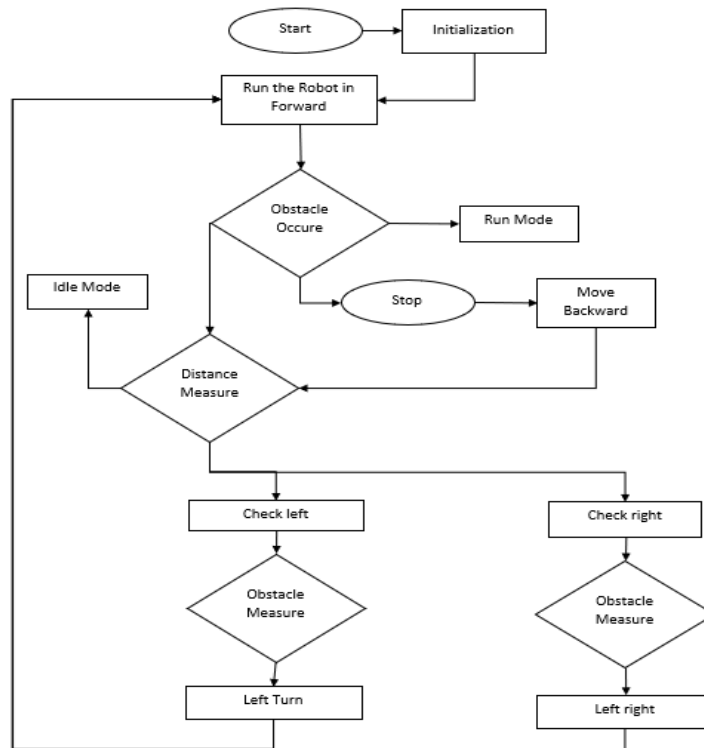 Start
Initialization
Run the Robot in
Forward
Obstacle
Occure
Run Mode
Idle Mode
Stop
Move
Backward
Distance
Measure
Check left
Check right
Obstacle
Measure
Obstacle
Measure
Left Turn
Left right